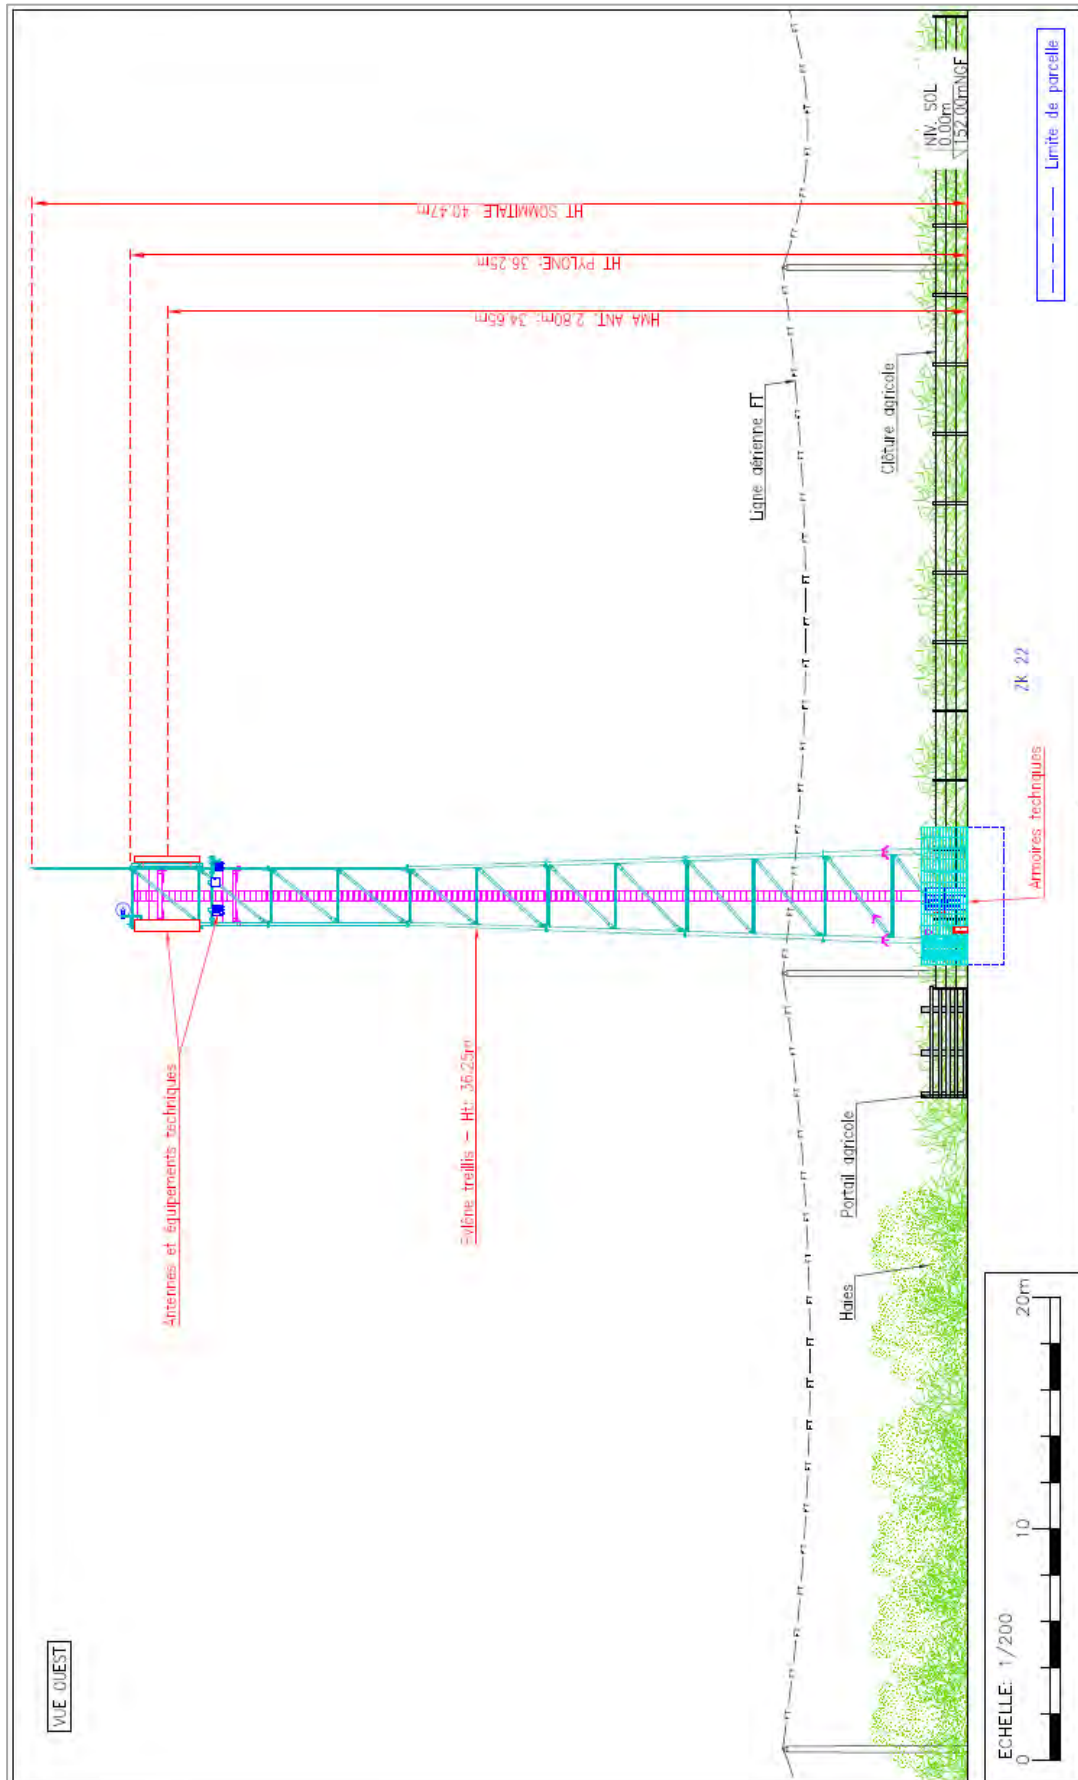 VUE OUEST
HT SOMMITALE: 40.47m
HT PYLONE: 36.25m
HMA ANT. 2.80m: 34.65m
Antennes et équipements techniques
Pylône treillis – Ht: 36.25m
Ligne aérienne FT
Clôture agricole
Portail agricole
Haies
NIV. SOL
0.00m
152.00mNGF
ZK 22
Armoires techniques
Limite de parcelle
ECHELLE: 1/200
0 10 20m